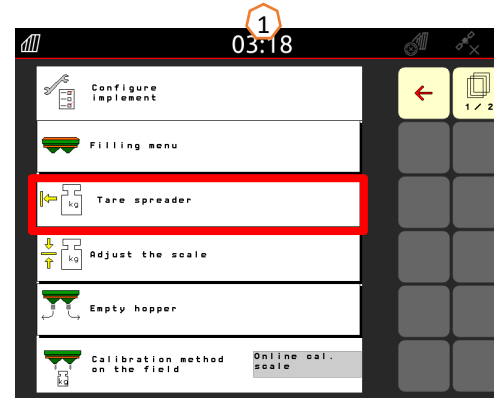 1
03:18
Configure
implement
1 / 2
Filling menu
kg
Tare spreader
kg
Adjust the scale
Empty hopper
kg
Calibration method
on the field
Online cal.
scale